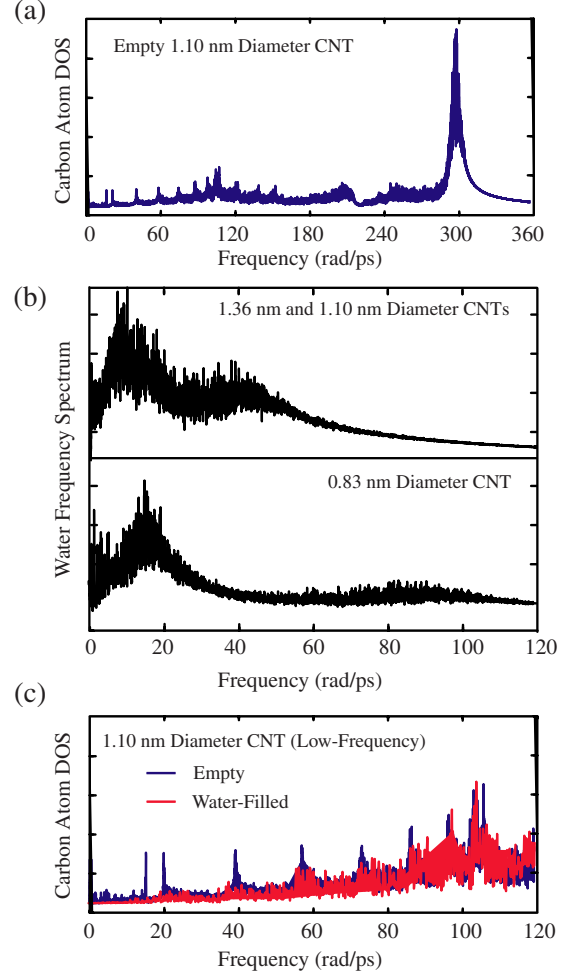 (a)
Empty 1.10 nm Diameter CNT
Carbon Atom DOS
0 60 120 180 240 300 360
Frequency (rad/ps)
(b)
1.36 nm and 1.10 nm Diameter CNTs
Water Frequency Spectrum
0.83 nm Diameter CNT
0 20 40 60 80 100 120
Frequency (rad/ps)
(c)
1.10 nm Diameter CNT (Low-Frequency)
Empty
Water-Filled
Carbon Atom DOS
0 20 40 60 80 100 120
Frequency (rad/ps)